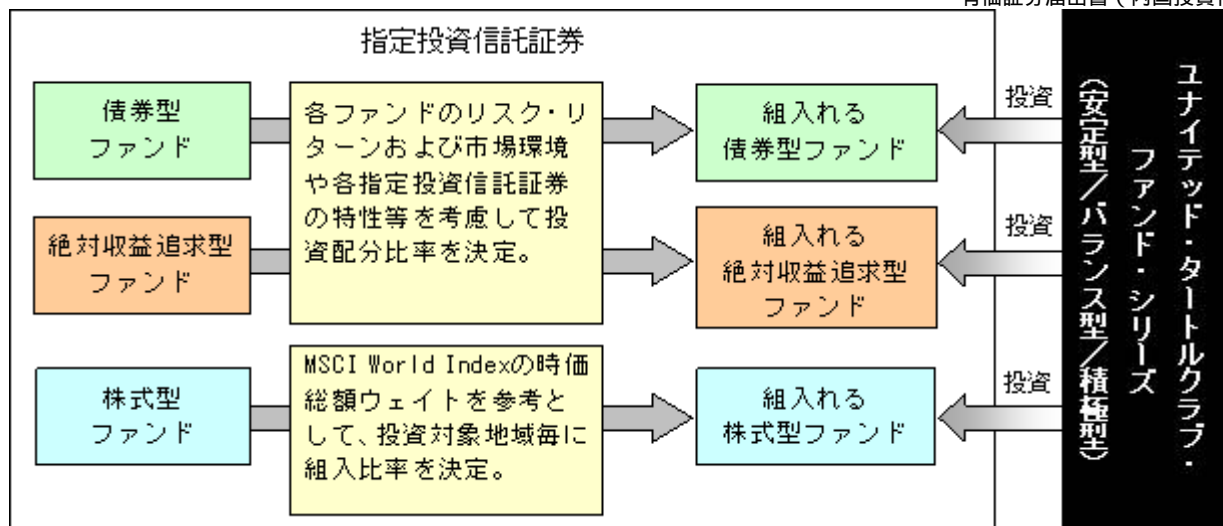 有価証券届出書(内国投資信
指定投資信託証券
債券型
ファンド
各ファンドのリスク・リ
ターンおよび市場環境
や各指定投資信託証券
の特性等を考慮して投
資配分比率を決定。
組入れる
債券型ファンド
投資
絶対収益追求型
ファンド
組入れる
絶対収益追求型
ファンド
投資
株式型
ファンド
MSCI World Indexの時価
総額ウェイトを参考と
して、投資対象地域毎に
組入比率を決定。
組入れる
株式型ファンド
投資
ユナイテッド・タートルクラブ・
ファンド・シリーズ
(安定型/バランス型/積極型)